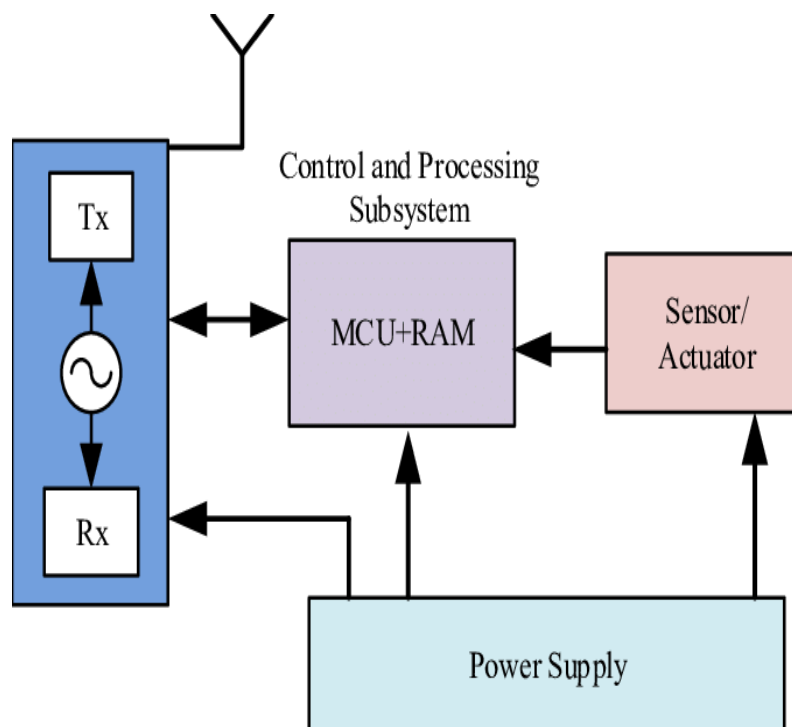 Control and Processing
Subsystem
Tx
MCU+RAM
Sensor/
Actuator
Rx
Power Supply